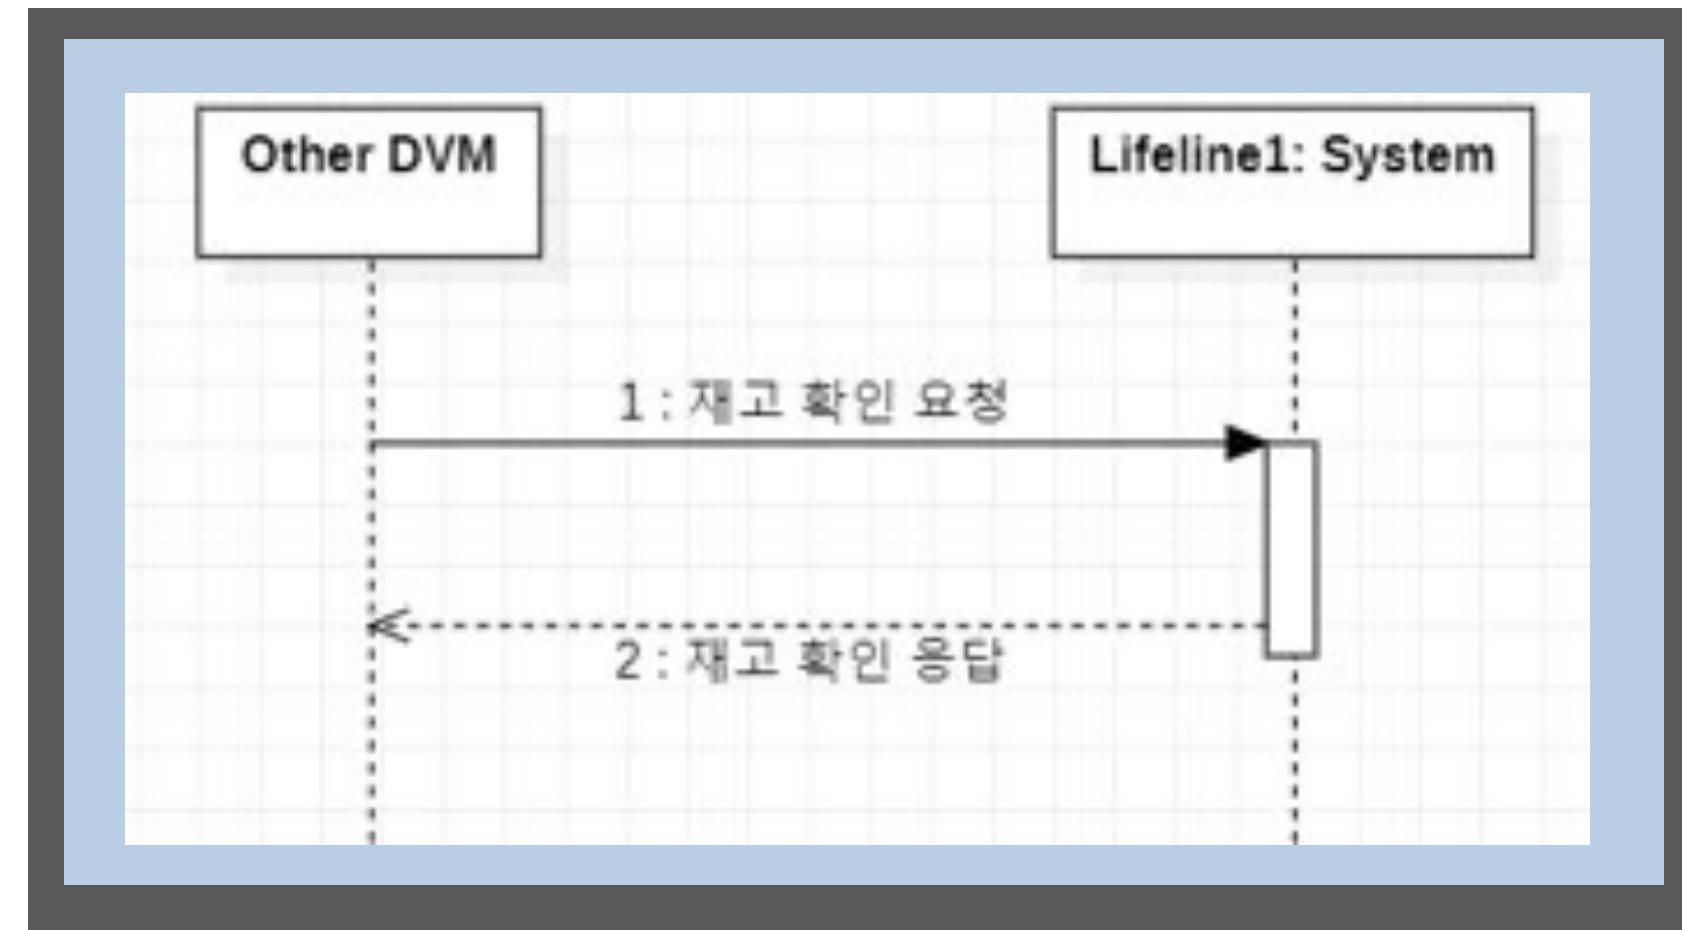 Other DVM
Lifeline1: System
1 : 재고 확인 요청
2 : 재고 확인 응답